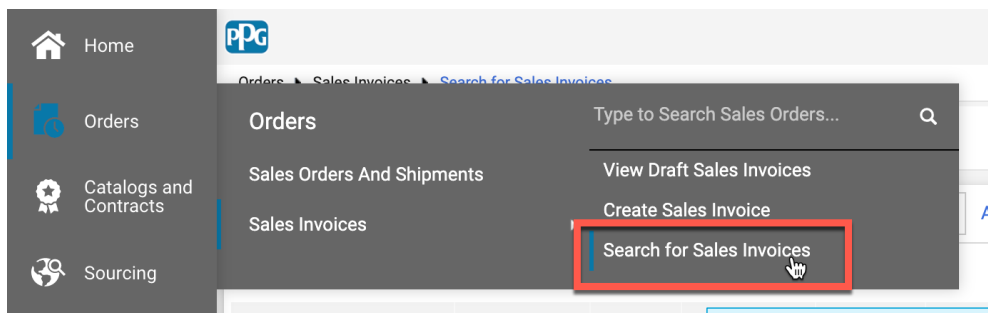 Home
PPG
Orders Sales Invoices Search for Sales Invoices
Orders
Orders
Type to Search Sales Orders...
Sales Orders And Shipments
View Draft Sales Invoices
Catalogs and
Contracts
Create Sales Invoice
Sales Invoices
Search for Sales Invoices
Sourcing